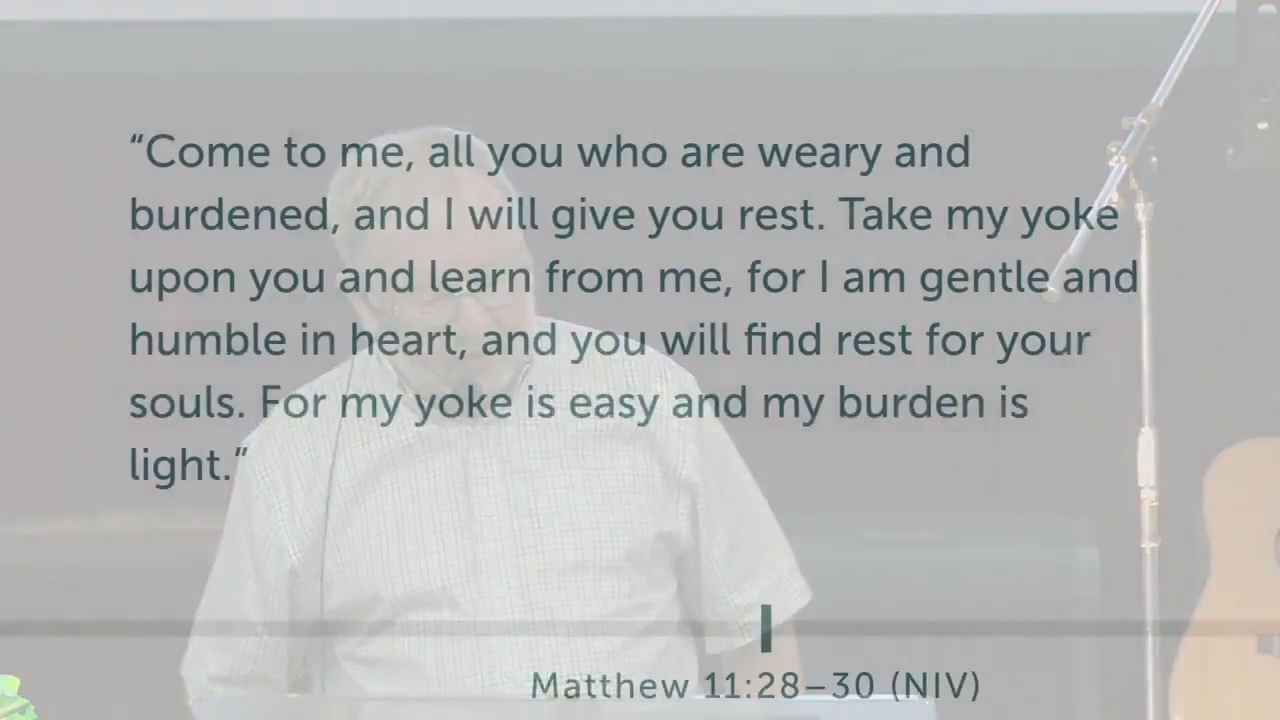 “Come to me, all you who are weary and
burdened, and I will give you rest. Take my yoke
upon you and learn from me, for I am gentle and
humble in heart, and you will find rest for your
souls. For my yoke is easy and my burden is
light.”
Matthew 11:28–30 (NIV)